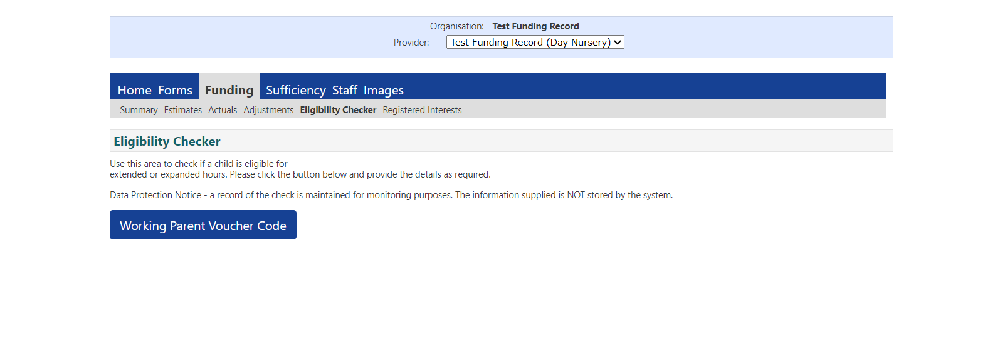 Organisation: Test Funding Record
Provider: Test Funding Record (Day Nursery)
Home Forms Funding Sufficiency Staff Images
Summary Estimates Actuals Adjustments Eligibility Checker Registered Interests
Eligibility Checker
Use this area to check if a child is eligible for
extended or expanded hours. Please click the button below and provide the details as required.
Data Protection Notice - a record of the check is maintained for monitoring purposes. The information supplied is NOT stored by the system.
Working Parent Voucher Code